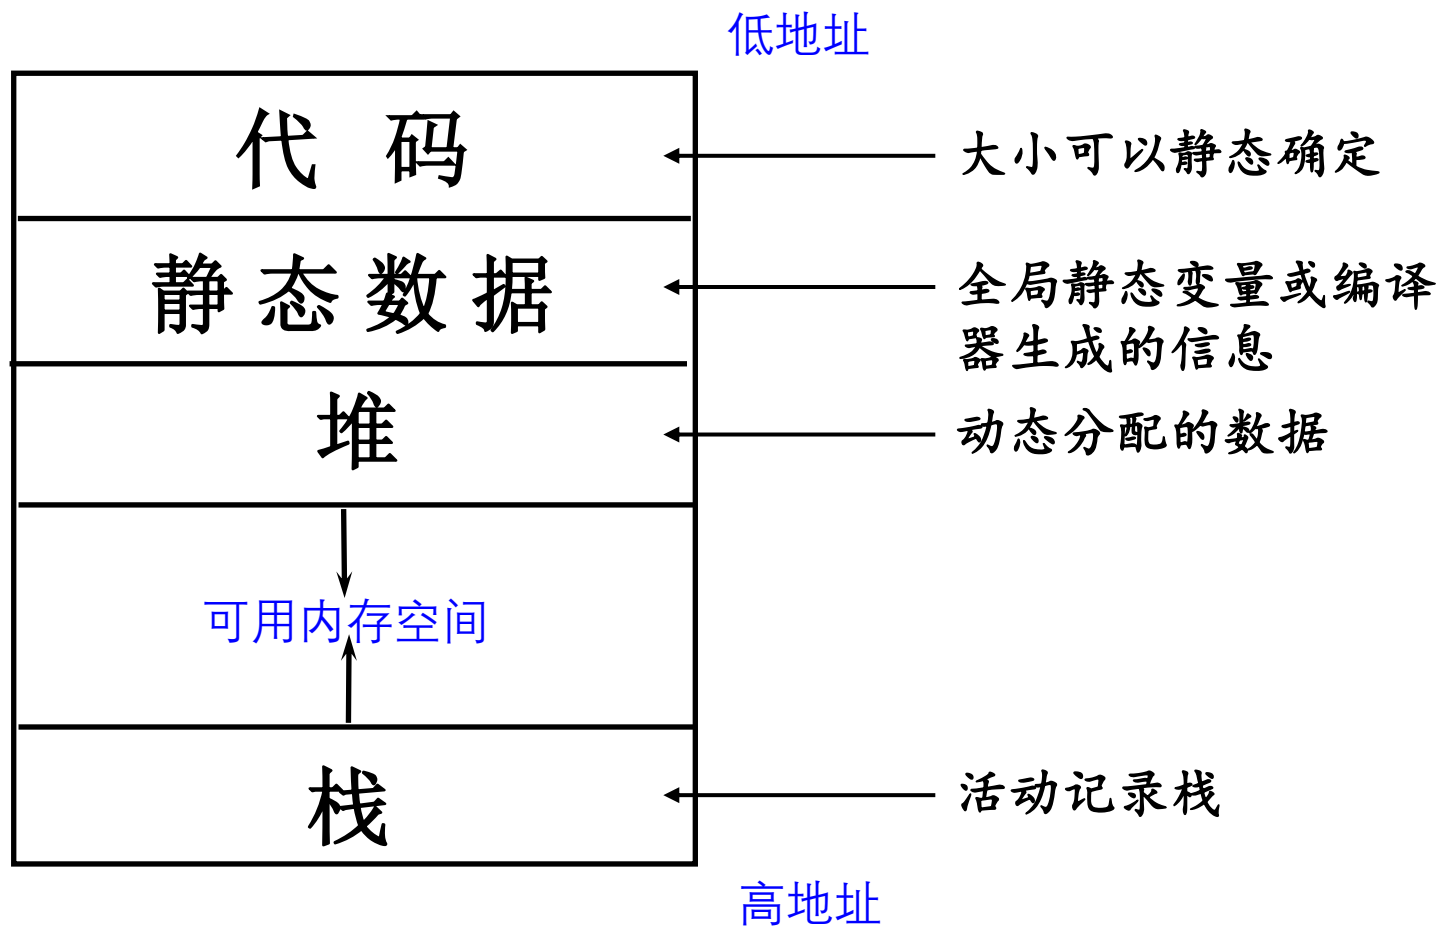 低地址
代 码
大小可以静态确定
静态数据
全局静态变量或编译
器生成的信息
堆
动态分配的数据
可用内存空间
栈
活动记录栈
高地址